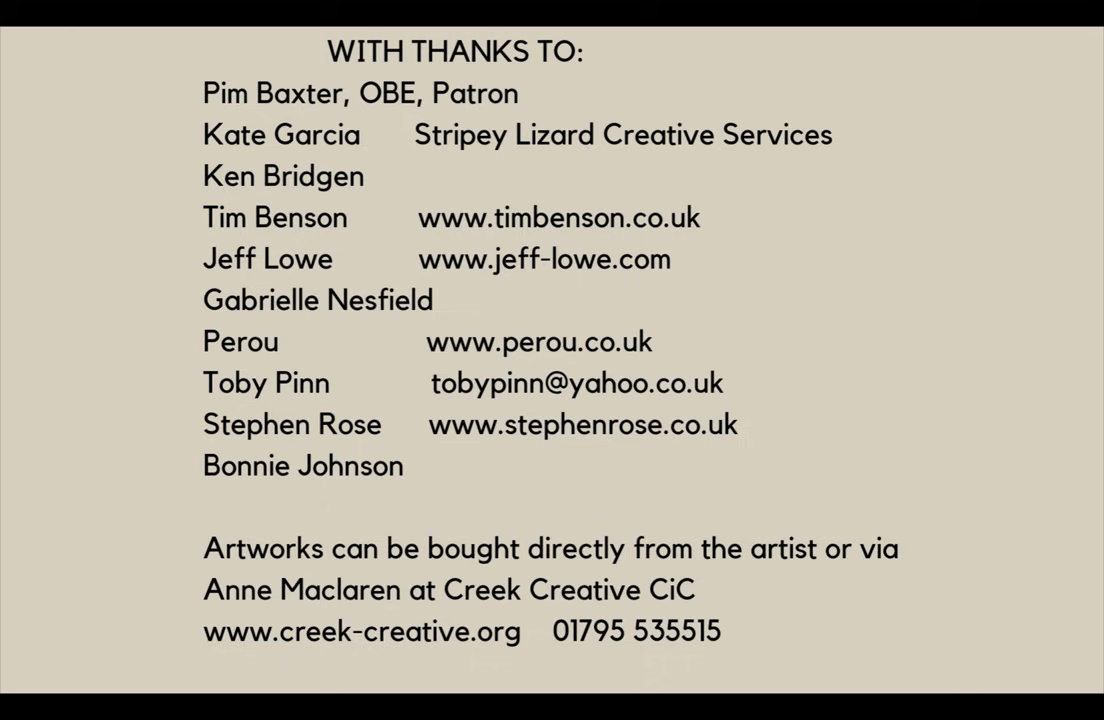 WITH THANKS TO:
Pim Baxter, OBE, Patron
Kate Garcia Stripey Lizard Creative Services
Ken Bridgen
Tim Benson www.timbenson.co.uk
Jeff Lowe www.jeff-lowe.com
Gabrielle Nesfield
Perou www.perou.co.uk
Toby Pinn tobypinn@yahoo.co.uk
Stephen Rose www.stephenrose.co.uk
Bonnie Johnson
Artworks can be bought directly from the artist or via
Anne Maclaren at Creek Creative CiC
www.creek-creative.org 01795 535515